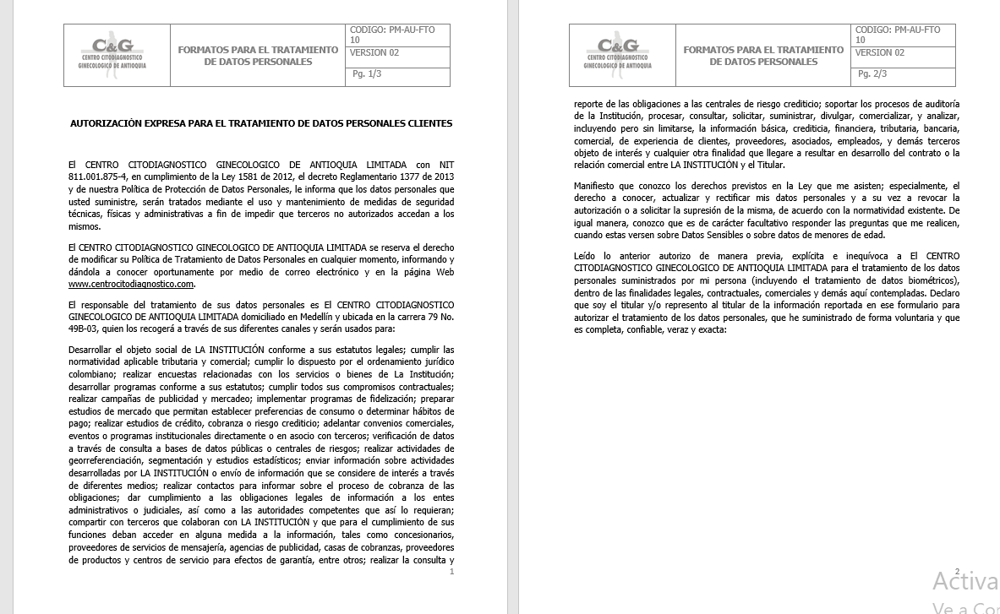 C&G
CENTRO CITODIAGNOSTICO
GINECOLOGICO DE ANTIOQUIA
FORMATOS PARA EL TRATAMIENTO
DE DATOS PERSONALES
CODIGO: PM-AU-FTO
10
VERSION 02
Pg. 1/3
AUTORIZACIÓN EXPRESA PARA EL TRATAMIENTO DE DATOS PERSONALES CLIENTES
El CENTRO CITODIAGNOSTICO GINECOLOGICO DE ANTIOQUIA LIMITADA con NIT
811.001.875-4, en cumplimiento de la Ley 1581 de 2012, el decreto Reglamentario 1377 de 2013
y de nuestra Política de Protección de Datos Personales, le informa que los datos personales que
usted suministre, serán tratados mediante el uso y mantenimiento de medidas de seguridad
técnicas, físicas y administrativas a fin de impedir que terceros no autorizados accedan a los
mismos.
El CENTRO CITODIAGNOSTICO GINECOLOGICO DE ANTIOQUIA LIMITADA se reserva el derecho
de modificar su Política de Tratamiento de Datos Personales en cualquier momento, informando y
dándola a conocer oportunamente por medio de correo electrónico y en la página Web
www.centrocitodiagnostico.com.
El responsable del tratamiento de sus datos personales es El CENTRO CITODIAGNOSTICO
GINECOLOGICO DE ANTIOQUIA LIMITADA domiciliado en Medellín y ubicada en la carrera 79 No.
49B-03, quien los recogerá a través de sus diferentes canales y serán usados para:
Desarrollar el objeto social de LA INSTITUCIÓN conforme a sus estatutos legales; cumplir las
normatividad aplicable tributaria y comercial; cumplir lo dispuesto por el ordenamiento jurídico
colombiano; realizar encuestas relacionadas con los servicios o bienes de La Institución;
desarrollar programas conforme a sus estatutos; cumplir todos sus compromisos contractuales;
realizar campañas de publicidad y mercadeo; implementar programas de fidelización; preparar
estudios de mercado que permitan establecer preferencias de consumo o determinar hábitos de
pago; realizar estudios de crédito, cobranza o riesgo crediticio; adelantar convenios comerciales,
eventos o programas institucionales directamente o en asocio con terceros; verificación de datos
a través de consulta a bases de datos públicas o centrales de riesgos; realizar actividades de
georreferenciación, segmentación y estudios estadísticos; enviar información sobre actividades
desarrolladas por LA INSTITUCIÓN o envío de información que se considere de interés a través
de diferentes medios; realizar contactos para informar sobre el proceso de cobranza de las
obligaciones; dar cumplimiento a las obligaciones legales de información a los entes
administrativos o judiciales, así como a las autoridades competentes que así lo requieran;
compartir con terceros que colaboran con LA INSTITUCIÓN y que para el cumplimiento de sus
funciones deban acceder en alguna medida a la información, tales como concesionarios,
proveedores de servicios de mensajería, agencias de publicidad, casas de cobranzas, proveedores
de productos y centros de servicio para efectos de garantía, entre otros; realizar la consulta y
1
C&G
CENTRO CITODIAGNOSTICO
GINECOLOGICO DE ANTIOQUIA
FORMATOS PARA EL TRATAMIENTO
DE DATOS PERSONALES
CODIGO: PM-AU-FTO
10
VERSION 02
Pg. 2/3
reporte de las obligaciones a las centrales de riesgo crediticio; soportar los procesos de auditoría
de la Institución, procesar, consultar, solicitar, suministrar, divulgar, comercializar, y analizar,
incluyendo pero sin limitarse, la información básica, crediticia, financiera, tributaria, bancaria,
comercial, de experiencia de clientes, proveedores, asociados, empleados, y demás terceros
objeto de interés y cualquier otra finalidad que llegare a resultar en desarrollo del contrato o la
relación comercial entre LA INSTITUCIÓN y el Titular.
Manifiesto que conozco los derechos previstos en la Ley que me asisten; especialmente, el
derecho a conocer, actualizar y rectificar mis datos personales y a su vez a revocar la
autorización o a solicitar la supresión de la misma, de acuerdo con la normatividad existente. De
igual manera, conozco que es de carácter facultativo responder las preguntas que me realicen,
cuando estas versen sobre Datos Sensibles o sobre datos de menores de edad.
Leído lo anterior autorizo de manera previa, explícita e inequívoca a El CENTRO
CITODIAGNOSTICO GINECOLOGICO DE ANTIOQUIA LIMITADA para el tratamiento de los datos
personales suministrados por mi persona (incluyendo el tratamiento de datos biométricos),
dentro de las finalidades legales, contractuales, comerciales y demás aquí contempladas. Declaro
que soy el titular y/o represento al titular de la información reportada en ese formulario para
autorizar el tratamiento de los datos personales, que he suministrado de forma voluntaria y que
es completa, confiable, veraz y exacta:
2
Activa
Ve a Cor